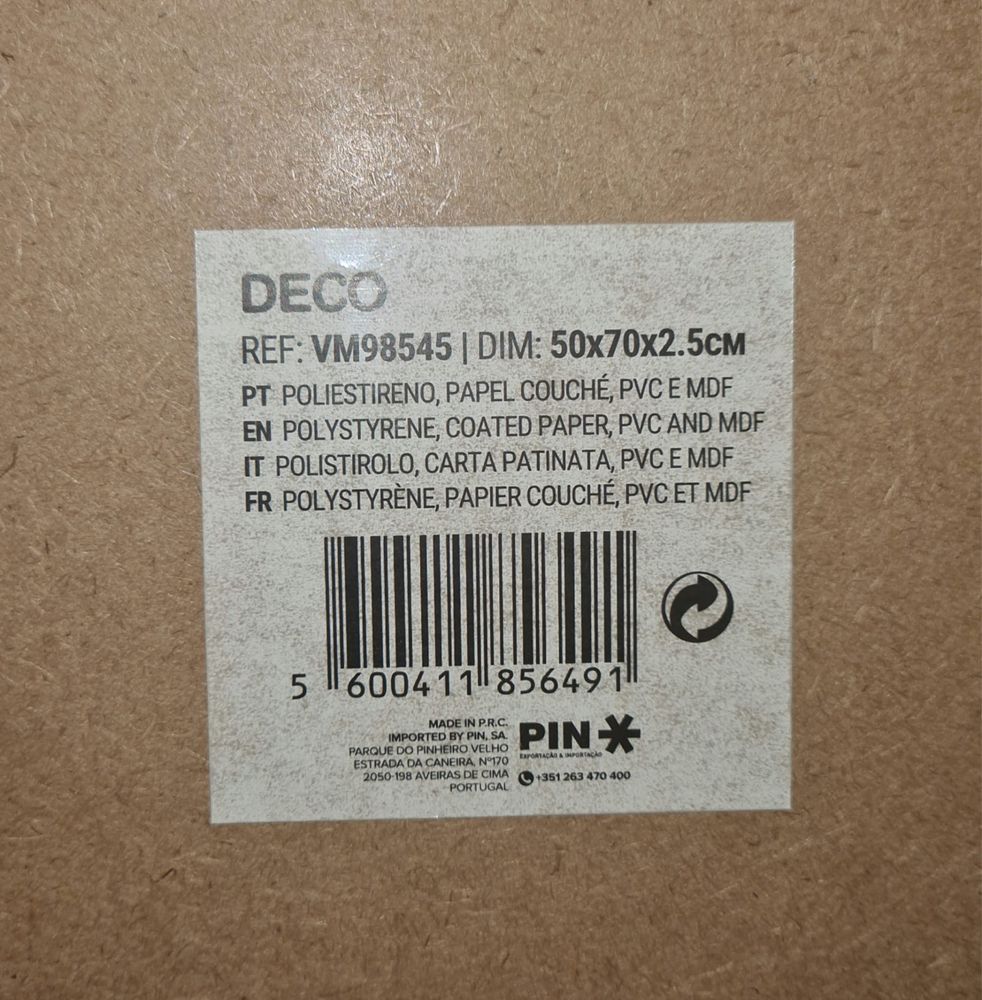 DECO
REF: VM98545 | DIM: 50x70x2.5CM
PT POLIESTIRENO, PAPEL COUCHÉ, PVC E MDF
EN POLYSTYRENE, COATED PAPER, PVC AND MDF
IT POLISTIROLO, CARTA PATINATA, PVC E MDF
FR POLYSTYRÈNE, PAPIER COUCHÉ, PVC ET MDF
5 600411 856491
MADE IN P.R.C.
IMPORTED BY PIN, SA.
PARQUE DO PINHEIRO VELHO
ESTRADA DA CANEIRA, Nº170
2050-198 AVEIRAS DE CIMA
PORTUGAL
PIN
EXPORTAÇÃO & IMPORTAÇÃO
+351 263 470 400